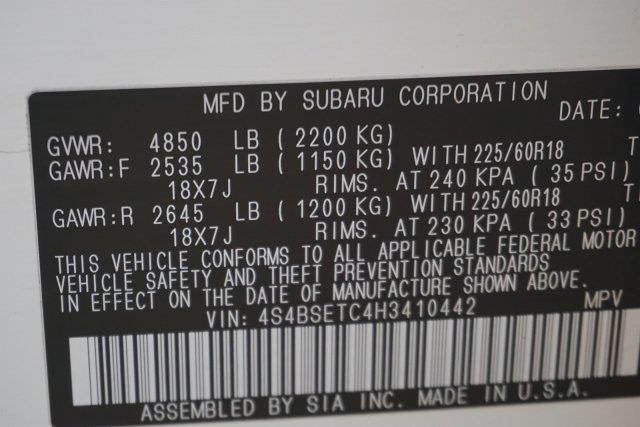 MFD BY SUBARU CORPORATION
DATE:
GVWR: 4850 LB ( 2200 KG)
GAWR:F 2535 LB ( 1150 KG) WITH 225/60R18 T
18X7J RIMS. AT 240 KPA ( 35 PSI)
GAWR:R 2645 LB ( 1200 KG) WITH 225/60R18 T
18X7J RIMS. AT 230 KPA ( 33 PSI)
THIS VEHICLE CONFORMS TO ALL APPLICABLE FEDERAL MOTOR
VEHICLE SAFETY AND THEFT PREVENTION STANDARDS
IN EFFECT ON THE DATE OF MANUFACTURE SHOWN ABOVE.
VIN: 4S4BSETC4H3410442 MPV
ASSEMBLED BY SIA INC. MADE IN U.S.A.